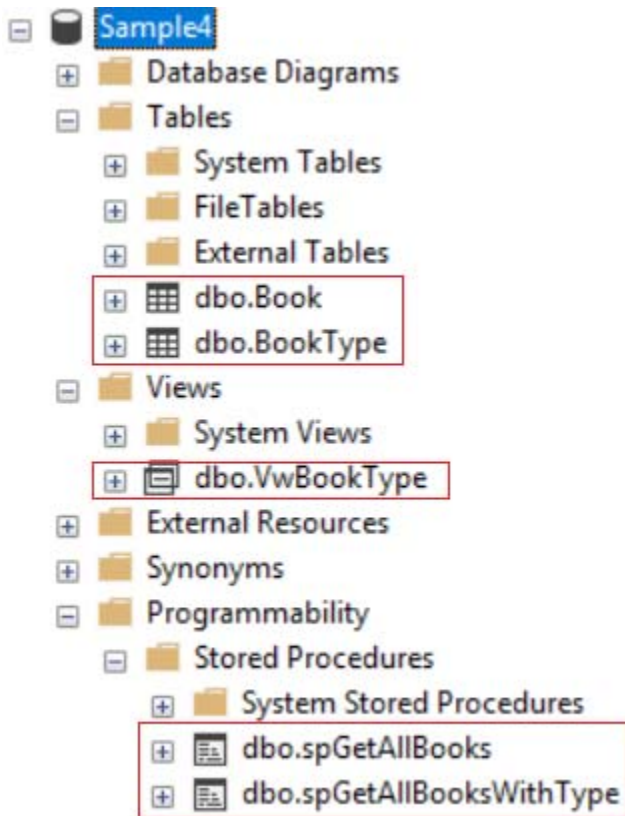 Sample4
Database Diagrams
Tables
System Tables
FileTables
External Tables
dbo.Book
dbo.BookType
Views
System Views
dbo.VwBookType
External Resources
Synonyms
Programmability
Stored Procedures
System Stored Procedures
dbo.spGetAllBooks
dbo.spGetAllBooksWithType